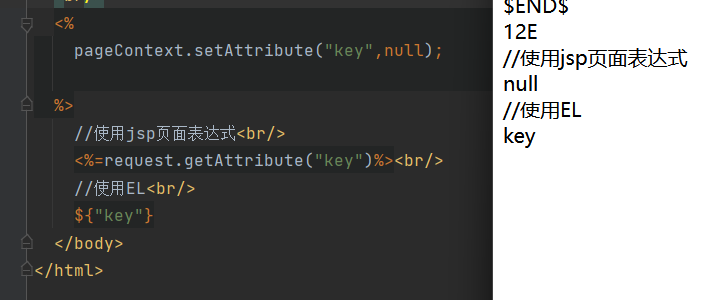 <%
pageContext.setAttribute("key",null);
%>
//使用jsp页面表达式<br/>
<%=request.getAttribute("key")%><br/>
//使用EL<br/>
${"key"}
</body>
</html>
$END$
12E
//使用jsp页面表达式
null
//使用EL
key